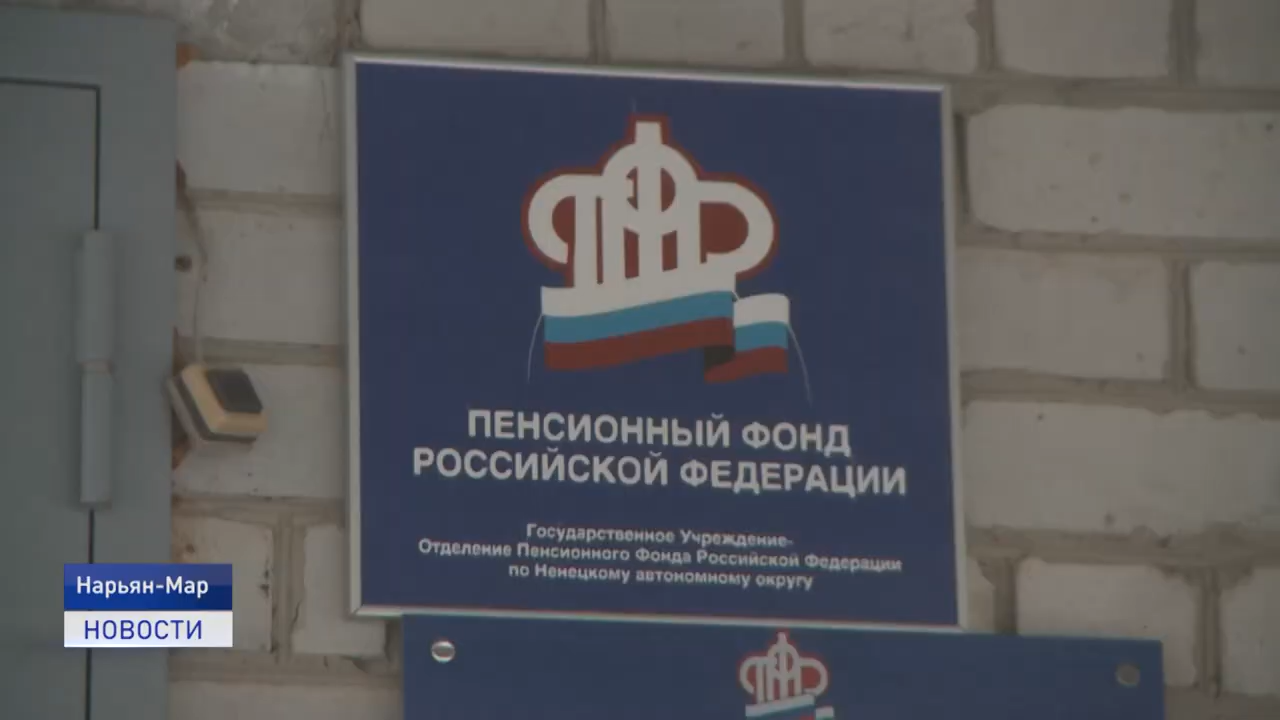 ПЕНСИОННЫЙ ФОНД
РОССИЙСКОЙ ФЕДЕРАЦИИ
Государственное Учреждение-
Отделение Пенсионного Фонда Российской Федерации
по Ненецкому автономному округу
Нарьян-Мар
НОВОСТИ